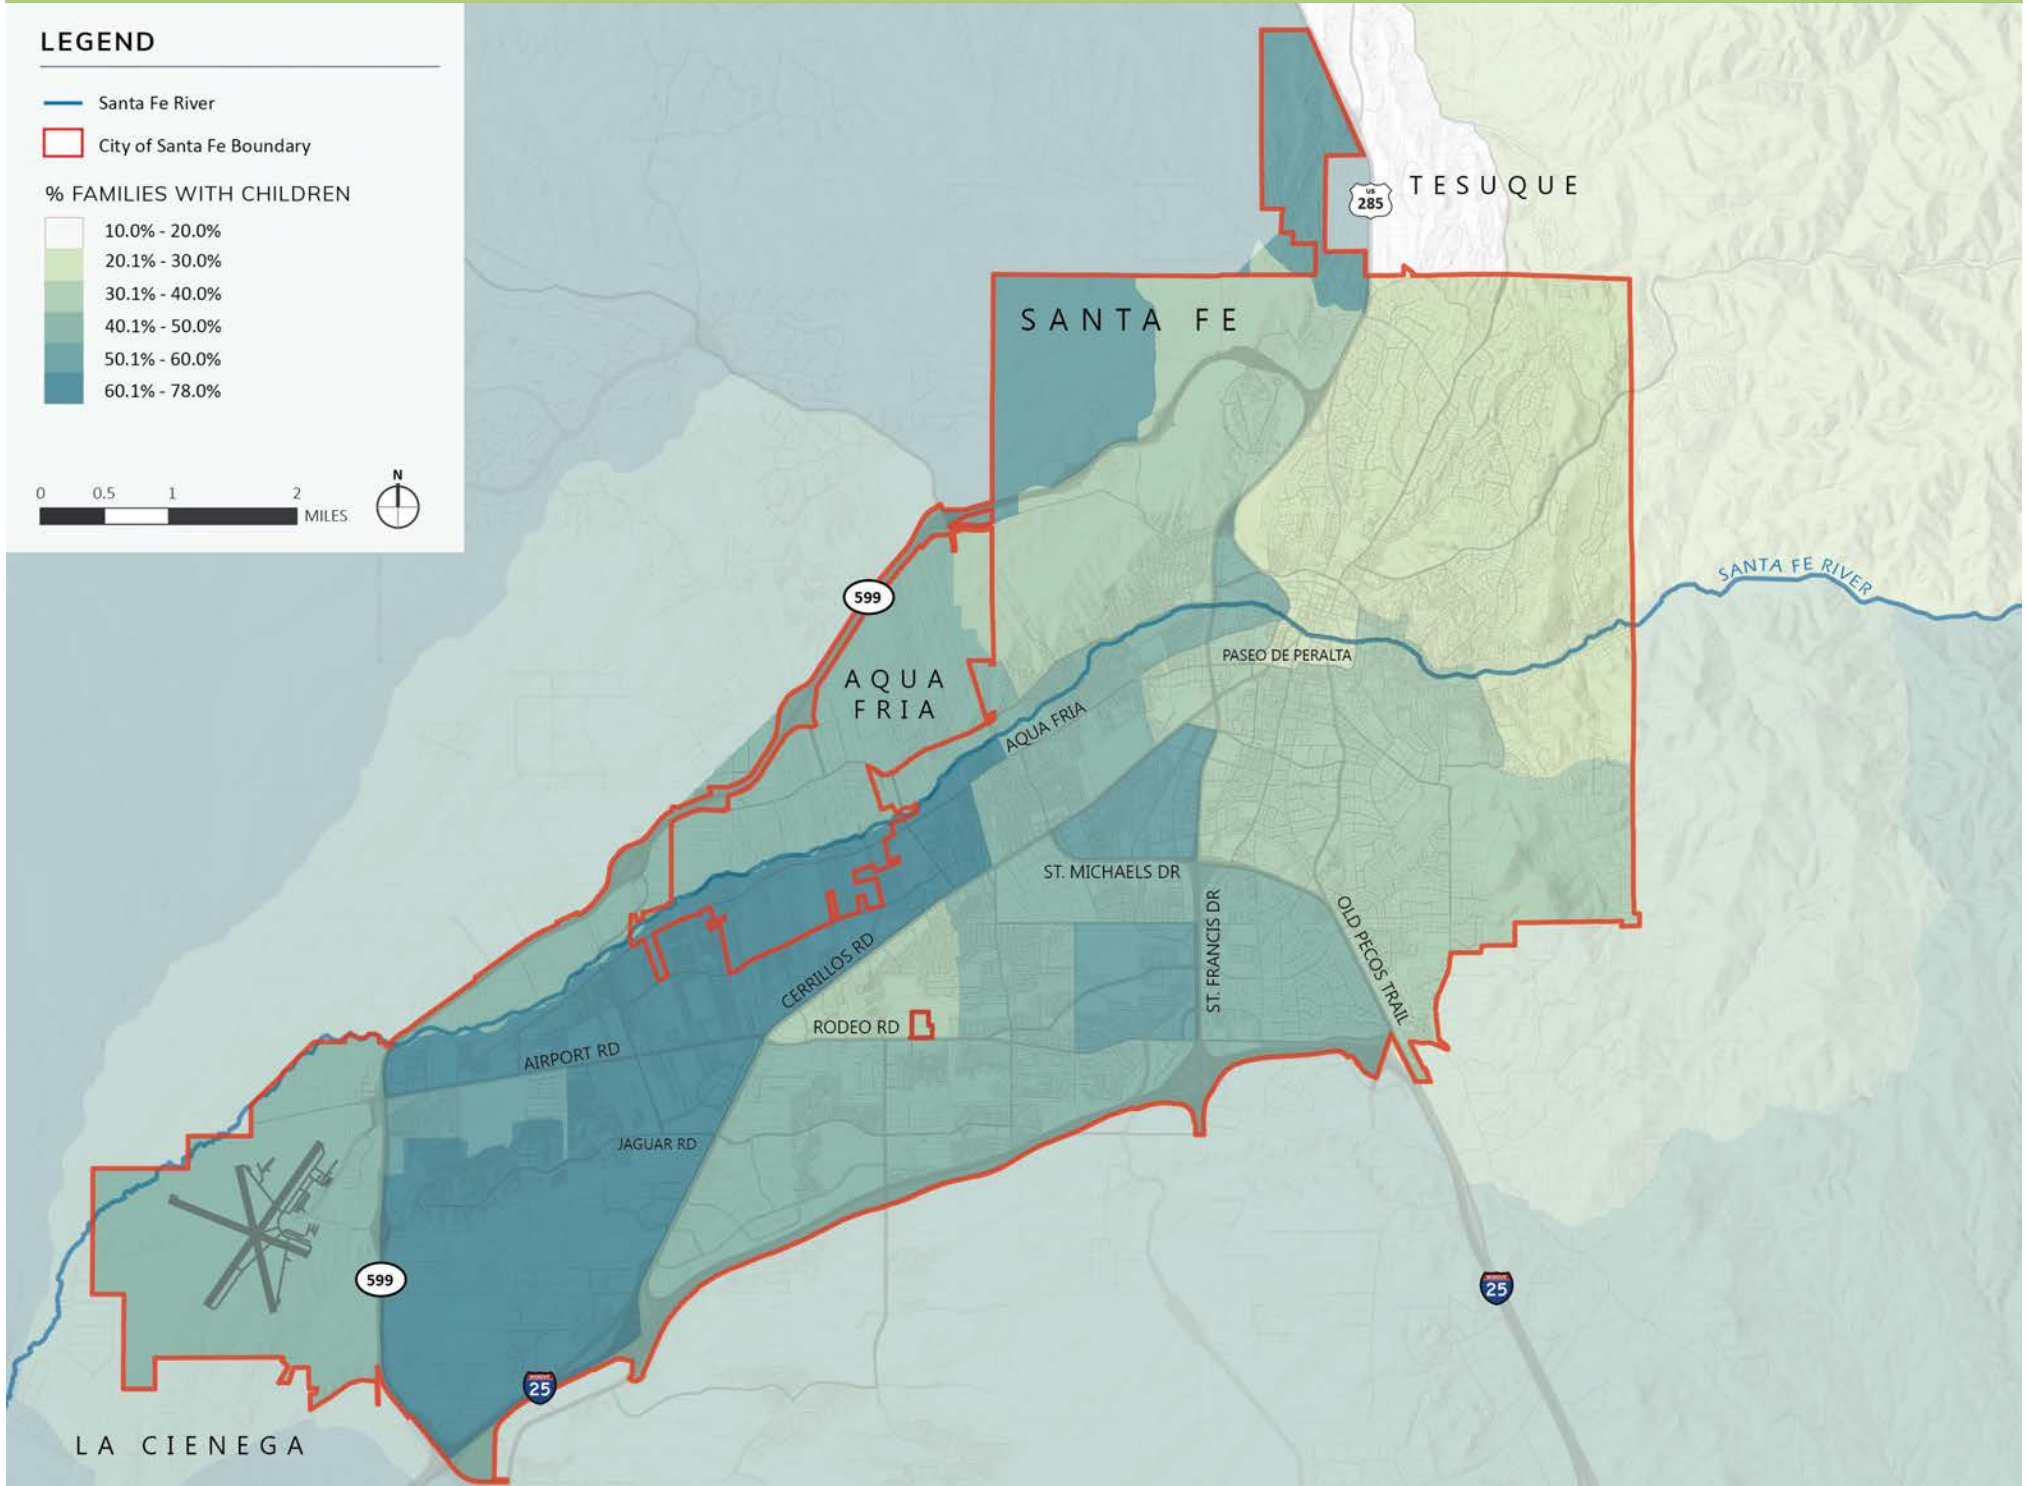 LEGEND
Santa Fe River
City of Santa Fe Boundary
% FAMILIES WITH CHILDREN
10.0% - 20.0%
20.1% - 30.0%
30.1% - 40.0%
40.1% - 50.0%
50.1% - 60.0%
60.1% - 78.0%
0 0.5 1 2
MILES
N
US
285
TESUQUE
SANTA FE
SANTA FE RIVER
599
AQUA
FRIA
PASEO DE PERALTA
AQUA FRIA
ST. MICHAELS DR
OLD PECOS TRAIL
ST. FRANCIS DR
CERRILLOS RD
RODEO RD
AIRPORT RD
JAGUAR RD
599
25
25
LA CIENEGA